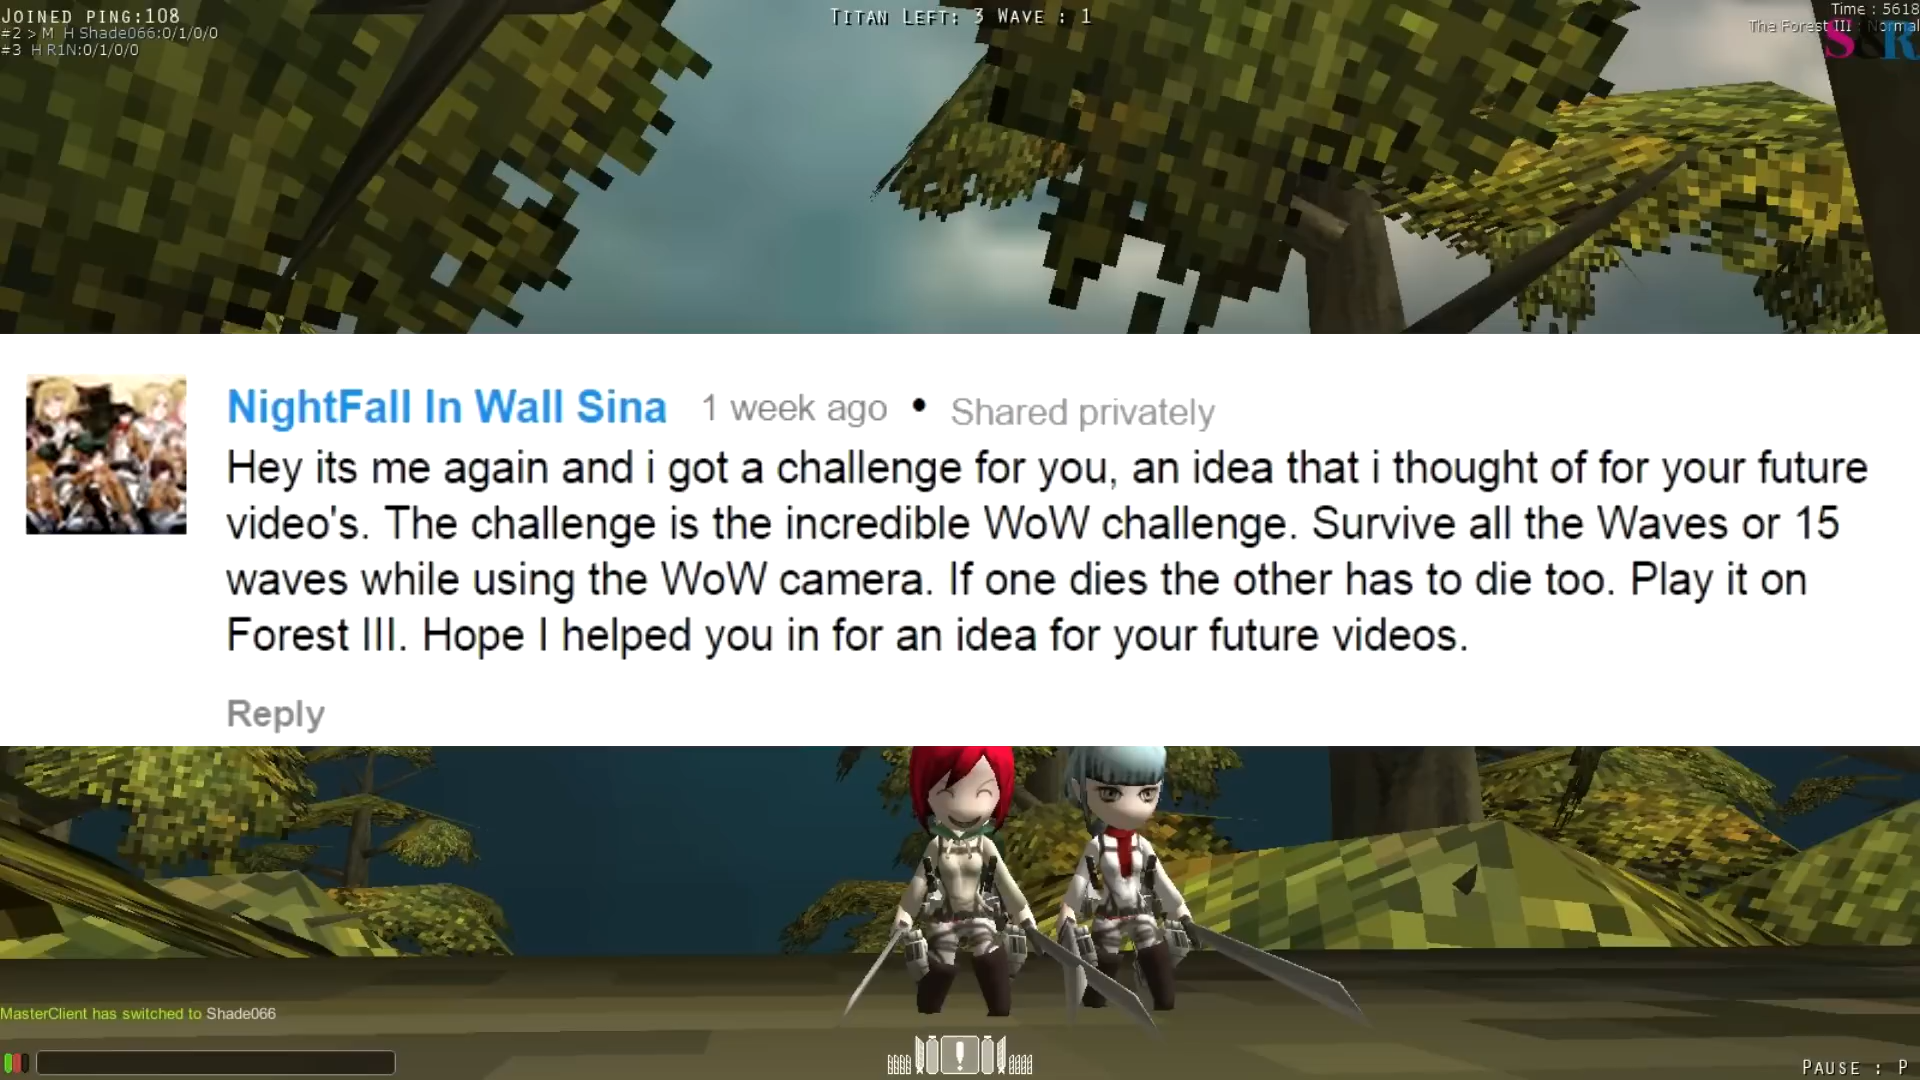 Joined ping:108
#2 > M H Shade066:0/1/0/0
#3 H R1N:0/1/0/0
Titan Left: 3 Wave : 1
Time : 5618
The Forest III : Normal
S&R
NightFall In Wall Sina 1 week ago • Shared privately
Hey its me again and i got a challenge for you, an idea that i thought of for your future
video's. The challenge is the incredible WoW challenge. Survive all the Waves or 15
waves while using the WoW camera. If one dies the other has to die too. Play it on
Forest III. Hope I helped you in for an idea for your future videos.
Reply
MasterClient has switched to Shade066
Pause : P